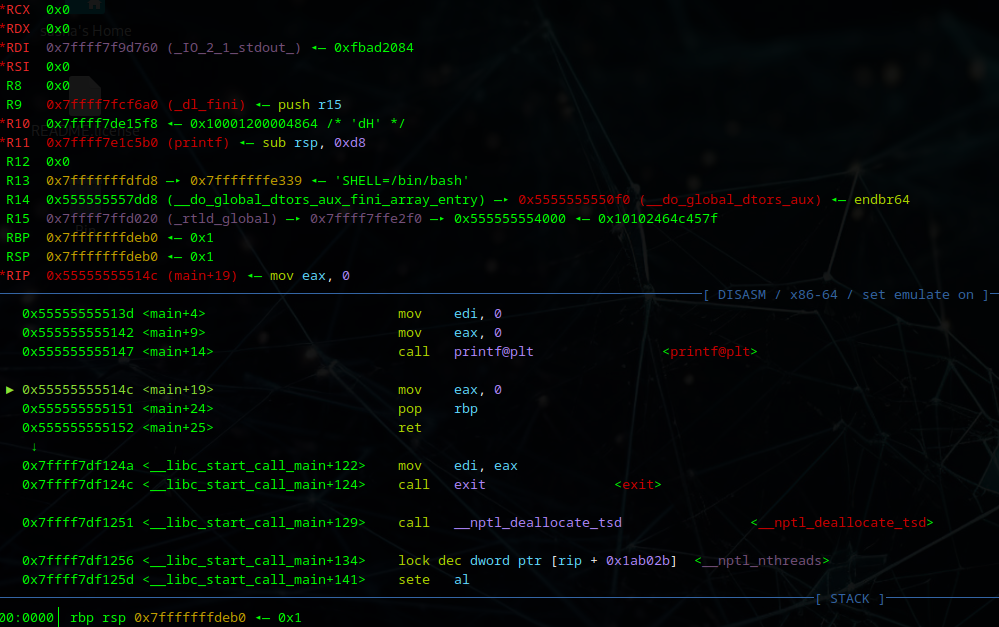 *RCX 0x0
*RDX 0x0
*RDI 0x7ffff7f9d760 (_IO_2_1_stdout_) ◂— 0xfbad2084
*RSI 0x0
R8 0x0
R9 0x7ffff7fcf6a0 (_dl_fini) ◂— push r15
*R10 0x7ffff7de15f8 ◂— 0x10001200004864 /* 'dH' */
*R11 0x7ffff7e1c5b0 (printf) ◂— sub rsp, 0xd8
R12 0x0
R13 0x7fffffffdfd8 —▸ 0x7fffffffe339 ◂— 'SHELL=/bin/bash'
R14 0x555555557dd8 (__do_global_dtors_aux_fini_array_entry) —▸ 0x5555555550f0 (__do_global_dtors_aux) ◂— endbr64
R15 0x7ffff7ffd020 (_rtld_global) —▸ 0x7ffff7ffe2f0 —▸ 0x555555554000 ◂— 0x10102464c457f
RBP 0x7fffffffdeb0 ◂— 0x1
RSP 0x7fffffffdeb0 ◂— 0x1
*RIP 0x55555555514c (main+19) ◂— mov eax, 0
[ DISASM / x86-64 / set emulate on ]
0x55555555513d <main+4> mov edi, 0
0x555555555142 <main+9> mov eax, 0
0x555555555147 <main+14> call printf@plt <printf@plt>
► 0x55555555514c <main+19> mov eax, 0
0x555555555151 <main+24> pop rbp
0x555555555152 <main+25> ret
↓
0x7ffff7df124a <__libc_start_call_main+122> mov edi, eax
0x7ffff7df124c <__libc_start_call_main+124> call exit <exit>
0x7ffff7df1251 <__libc_start_call_main+129> call __nptl_deallocate_tsd <__nptl_deallocate_tsd>
0x7ffff7df1256 <__libc_start_call_main+134> lock dec dword ptr [rip + 0x1ab02b] <__nptl_nthreads>
0x7ffff7df125d <__libc_start_call_main+141> sete al
[ STACK ]
00:0000│ rbp rsp 0x7fffffffdeb0 ◂— 0x1